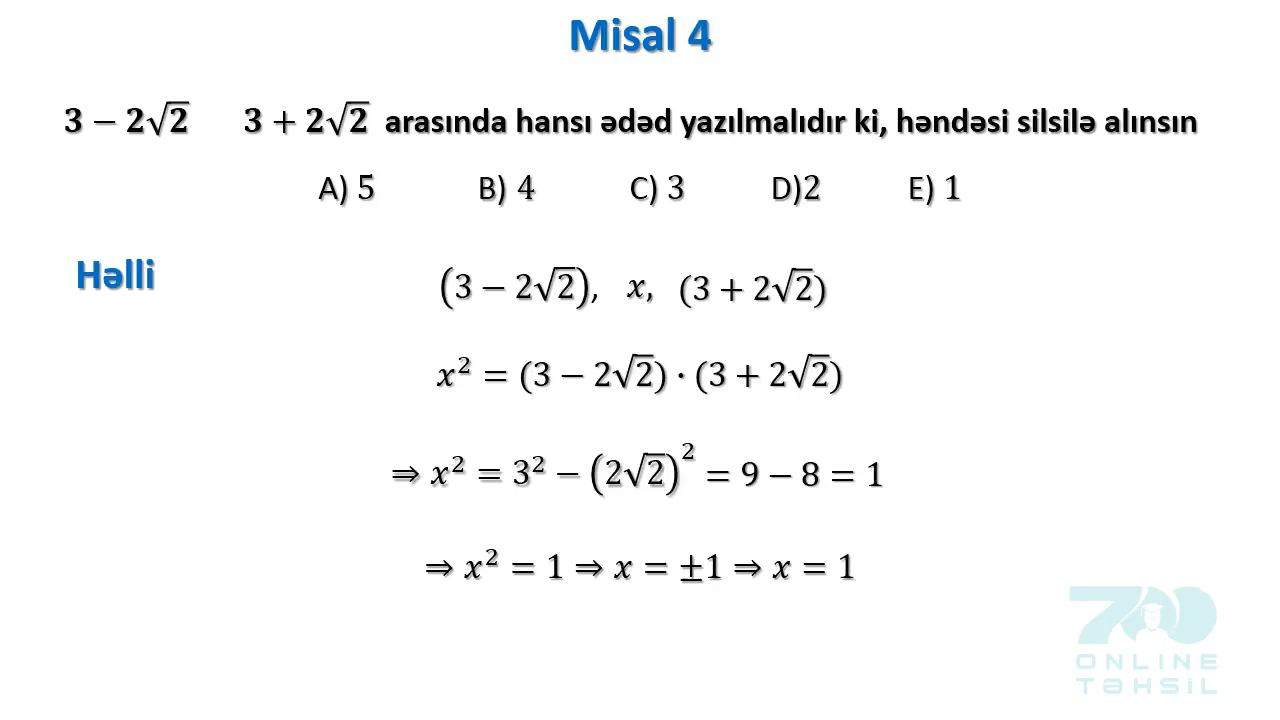 Misal 4
3 − 2√2 3 + 2√2 arasında hansı ədəd yazılmalıdır ki, həndəsi silsilə alınsın
A) 5 B) 4 C) 3 D)2 E) 1
Həlli
(3 − 2√2), x, (3 + 2√2)
x² = (3 − 2√2) · (3 + 2√2)
⇒ x² = 3² − (2√2)² = 9 − 8 = 1
⇒ x² = 1 ⇒ x = ±1 ⇒ x = 1
700
ONLINE
TƏHSİL